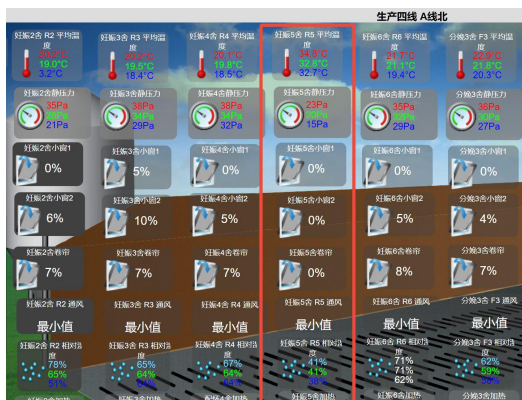 生产四线 A线北
妊娠2舍 R2 平均温度
妊娠3舍 R3 平均温度
妊娠4舍 R4 平均温度
妊娠5舍 R5 平均温度
妊娠6舍 R6 平均温度
分娩3舍 F3 平均温度
20.2°C 20.2°C 20.1°C 34.8°C 21.7°C 22.9°C
19.0°C 19.5°C 19.8°C 32.8°C 21.1°C 21.6°C
3.2°C 18.4°C 18.5°C 32.7°C 19.4°C 20.3°C
妊娠2舍静压力 妊娠3舍静压力 妊娠4舍静压力 妊娠5舍静压力 妊娠6舍静压力 分娩3舍静压力
35Pa 38Pa 38Pa 23Pa 35Pa 36Pa
21Pa 29Pa 32Pa 15Pa 29Pa 27Pa
妊娠2舍小窗1 妊娠3舍小窗1 妊娠4舍小窗1 妊娠5舍小窗1 妊娠6舍小窗1 分娩3舍小窗1
0% 5% 0% 0% 0% 0%
妊娠2舍小窗2 妊娠3舍小窗2 妊娠4舍小窗2 妊娠5舍小窗2 妊娠6舍小窗2 分娩3舍小窗2
6% 10% 5% 0% 5% 4%
妊娠2舍卷帘 妊娠3舍卷帘 妊娠4舍卷帘 妊娠5舍卷帘 妊娠6舍卷帘 分娩3舍卷帘
7% 7% 7% 0% 8% 7%
妊娠2舍 R2 通风 妊娠3舍 R3 通风 妊娠4舍 R4 通风 妊娠5舍 R5 通风 妊娠6舍 R6 通风 分娩3舍 F3 通风
最小值 最小值 最小值 最小值 最小值 最小值
妊娠2舍 R2 相对湿度
妊娠3舍 R3 相对湿度
妊娠4舍 R4 相对湿度
妊娠5舍 R5 相对湿度
妊娠6舍 R6 相对湿度
分娩3舍 F3 相对湿度
78% 65% 67% 41% 71% 62%
65% 64% 64% 41% 71% 59%
51% 64% 64% 38% 62% 58%